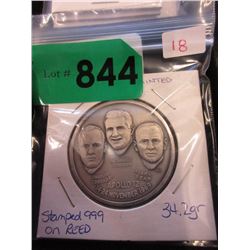 18
Lot # 844
APOLLO 12
Stamped 999
on REED
34.2gr